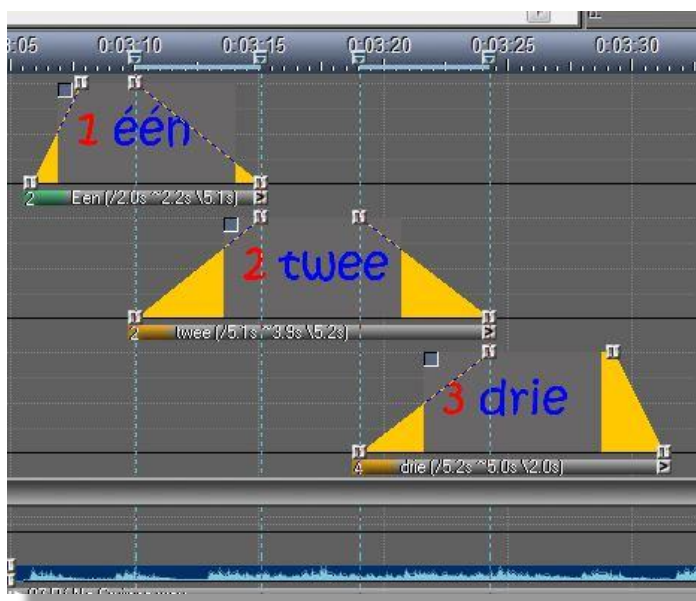 :05 0:03:10 0:03:15 0:03:20 0:03:25 0:03:30
1 één
2 Een (/2.0s ~2.2s \5.1s) >
2 twee
2 twee (/5.1s ~3.9s \5.2s) >
3 drie
4 drie (/5.2s ~5.0s \2.0s) >